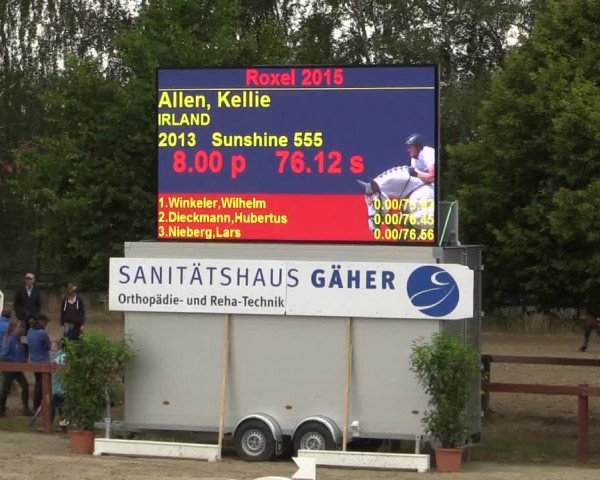 Roxel 2015
Allen, Kellie
IRLAND
2013 Sunshine 555
8.00 p 76.12 s
1.Winkeler,Wilhelm
2.Dieckmann,Hubertus 0.00/76.45
3.Nieberg,Lars 0.00/76.56
SANITÄTSHAUS GÄHER
Orthopädie- und Reha-Technik